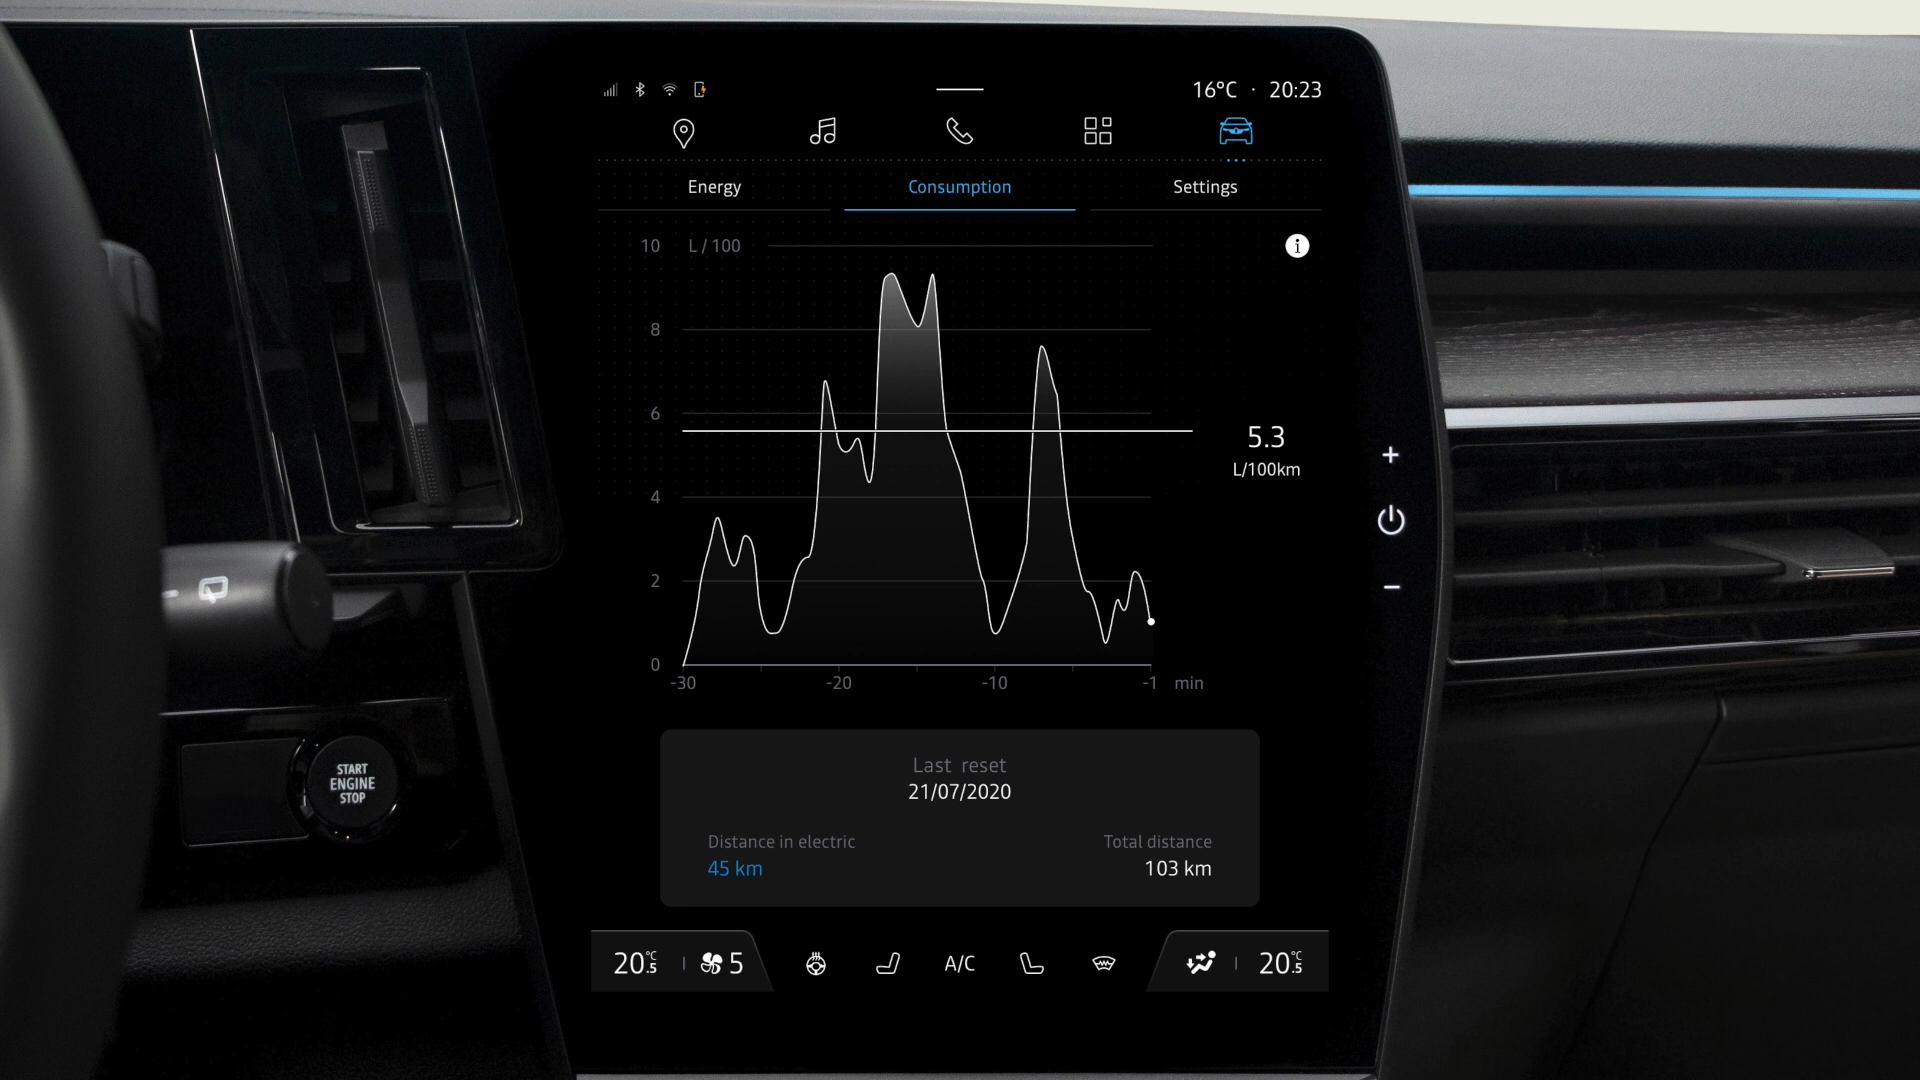 16°C · 20:23
Energy
Consumption
Settings
10 L / 100
8
6
5.3
L/100km
4
2
0
-30 -20 -10 -1 min
Last reset
21/07/2020
Distance in electric
45 km
Total distance
103 km
20.5°C 5 A/C 20.5°C
START
ENGINE
STOP